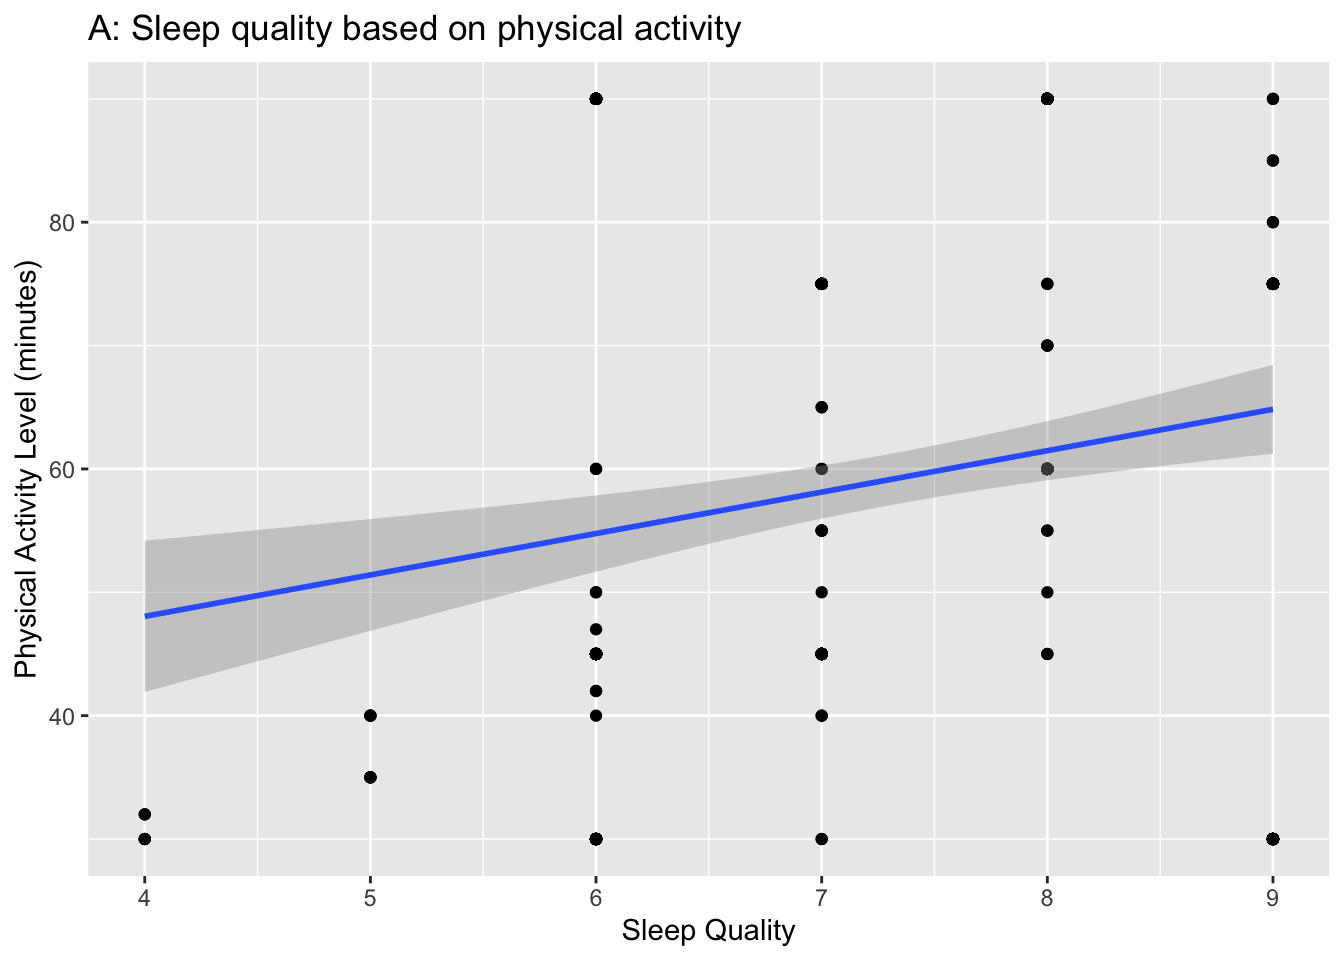 A: Sleep quality based on physical activity
Physical Activity Level (minutes)
80
60
40
4 5 6 7 8 9
Sleep Quality